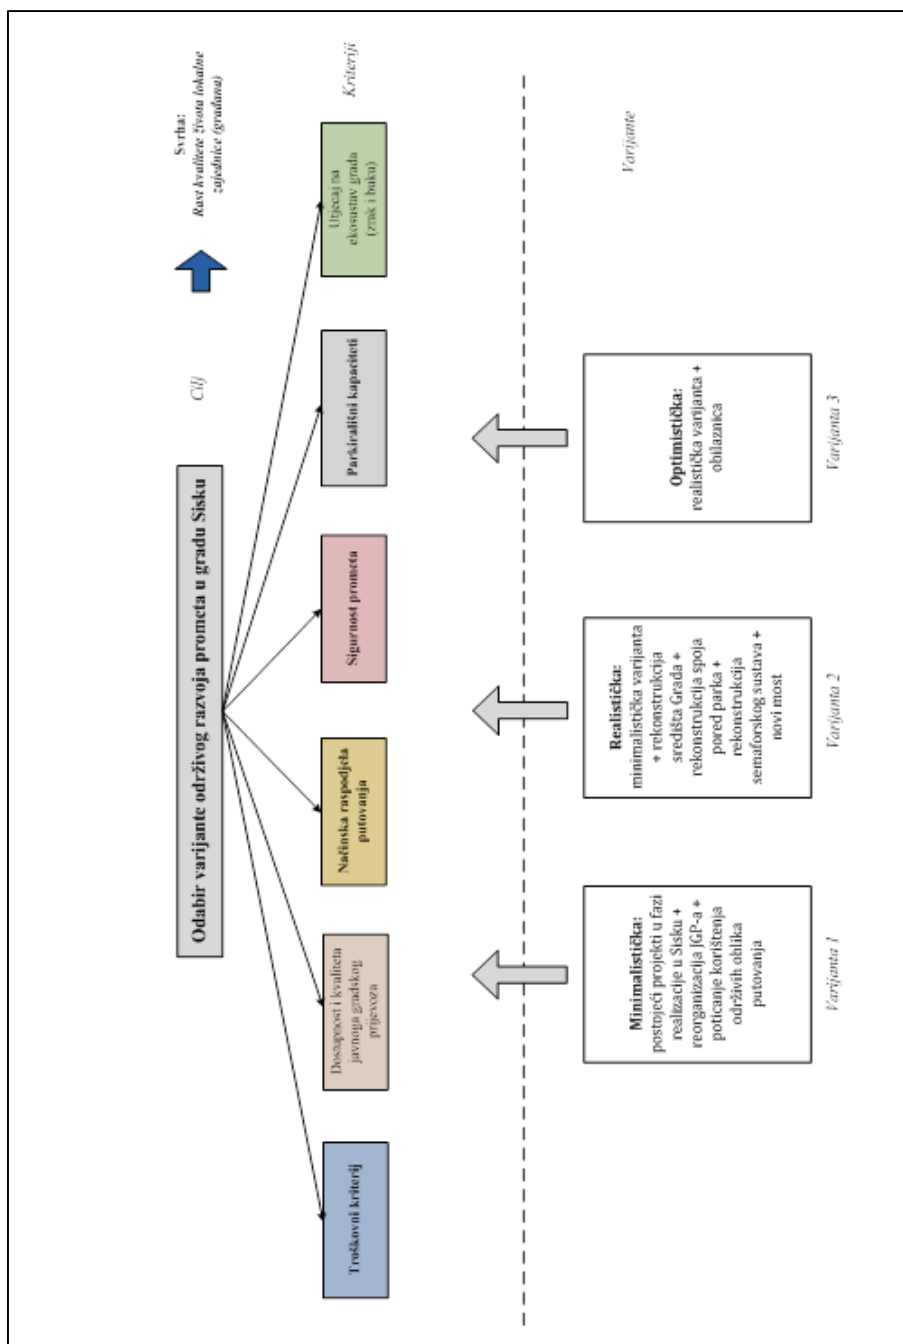 Odabir varijante održivog razvoja prometa u gradu Sisku
Cilj
Svrha:
Rast kvalitete života lokalne
zajednice (građana)
Troškovni kriterij
Dostupnost i kvaliteta
javnoga gradskog
prijevoza
Načinska raspodjela
putovanja
Sigurnost prometa
Parkirališni kapaciteti
Utjecaj na
ekosustav grada
(zrak i buku)
Kriteriji
Minimalistička:
postojeći projekti u fazi
realizacije u Sisku +
reorganizacija JGP-a +
poticanje korištenja
održivih oblika
putovanja
Varijanta 1
Realistička:
minimalistička varijanta
+ rekonstrukcija
središta Grada +
rekonstrukcija spoja
pored parka +
rekonstrukcija
semaforskog sustava +
novi most
Varijanta 2
Optimistička:
realistička varijanta +
obilaznica
Varijanta 3
Varijante